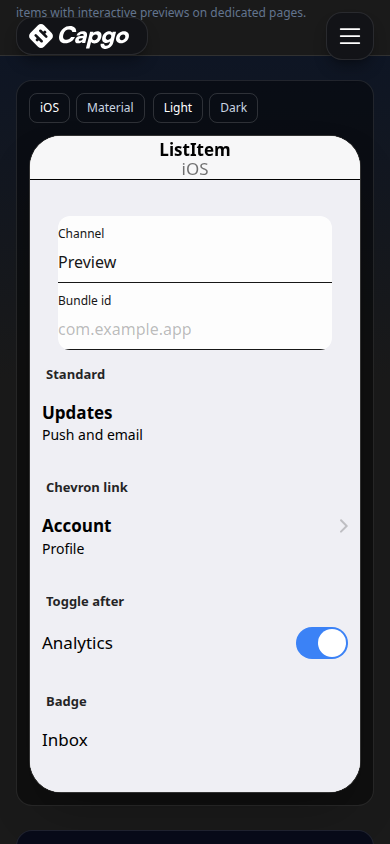 items with interactive previews on dedicated pages.
Capgo
iOS Material Light Dark
ListItem
iOS
Channel
Preview
Bundle id
com.example.app
Standard
Updates
Push and email
Chevron link
Account
Profile
Toggle after
Analytics
Badge
Inbox